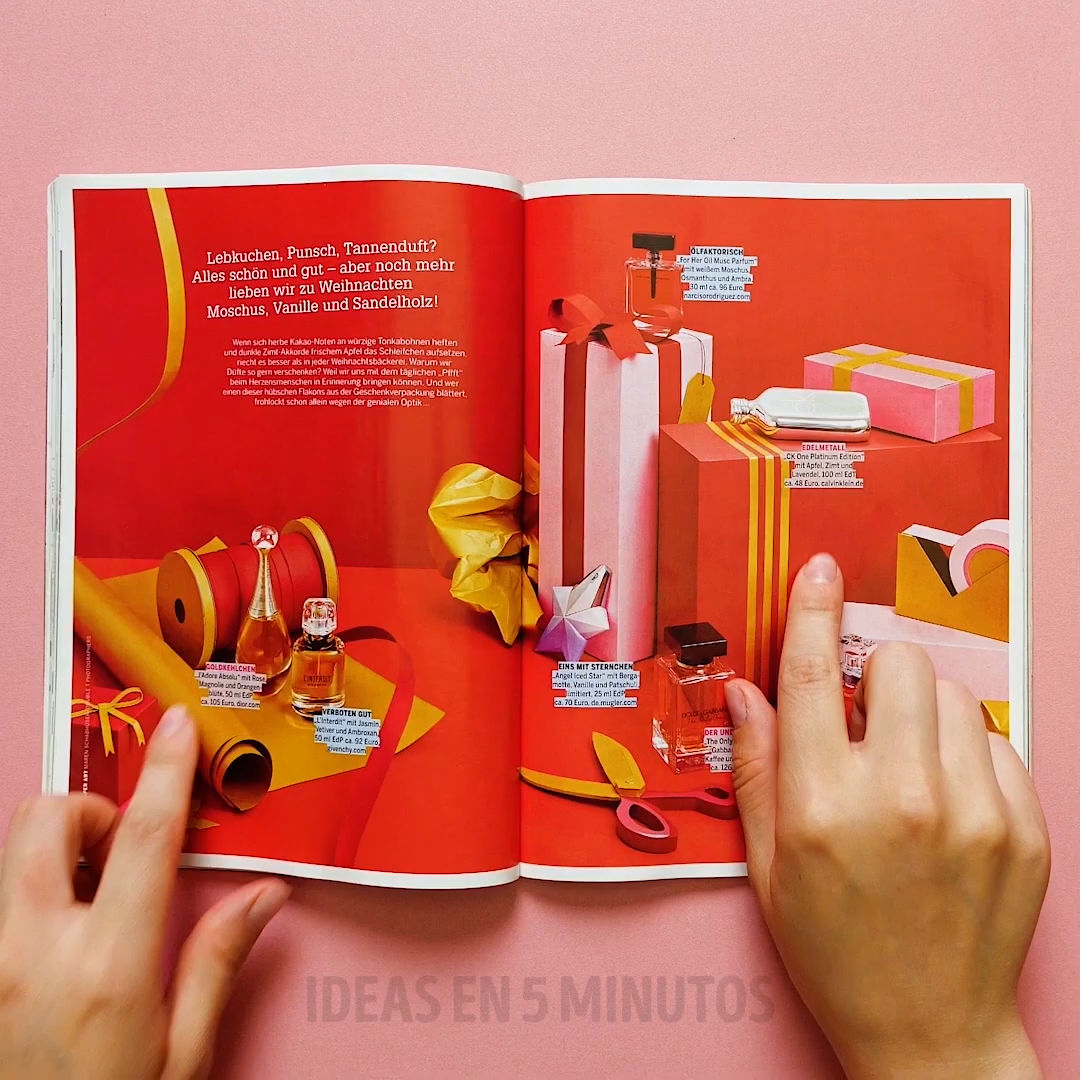 Lebkuchen, Punsch, Tannenduft?
Alles schön und gut – aber noch mehr
lieben wir zu Weihnachten
Moschus, Vanille und Sandelholz!
Wenn sich herbe Kakao-Noten an würzige Tonkabohnen heften
und dunkle Zimt-Akkorde frischem Apfel das Schleifchen aufsetzen,
riecht es besser als in jeder Weihnachtsbäckerei. Warum wir
Düfte so gern verschenken? Weil wir uns mit dem täglichen „Pffft“
beim Herzensmenschen in Erinnerung bringen können. Und wer
einen dieser hübschen Flakons aus der Geschenkverpackung blättert,
frohlockt schon allein wegen der genialen Optik ...
GOLDKEHLCHEN
„J'Adore Absolu“ mit Rose,
Magnolie und Orangen-
blüte, 50 ml EdP
ca. 105 Euro, dior.com
L'INTERDIT
VERBOTEN GUT
„L'Interdit“ mit Jasmin,
Vetiver und Ambroxan,
50 ml EdP ca. 92 Euro,
givenchy.com
OLFAKTORISCH
„For Her Oil Musc Parfum“
mit weißem Moschus,
Osmanthus und Ambra,
30 ml ca. 96 Euro,
narcisorodriguez.com
EDELMETALL
„CK One Platinum Edition“
mit Apfel, Zimt und
Lavendel, 100 ml EdT
ca. 48 Euro, calvinklein.de
EINS MIT STERNCHEN
„Angel Iced Star“ mit Berga-
motte, Vanille und Patschuli,
limitiert, 25 ml EdP
ca. 70 Euro, de.mugler.com
DOLCE & GABBANA
DER UND
„The Only
Gabba
Kaffee u
ca. 126
IDEAS EN 5 MINUTOS